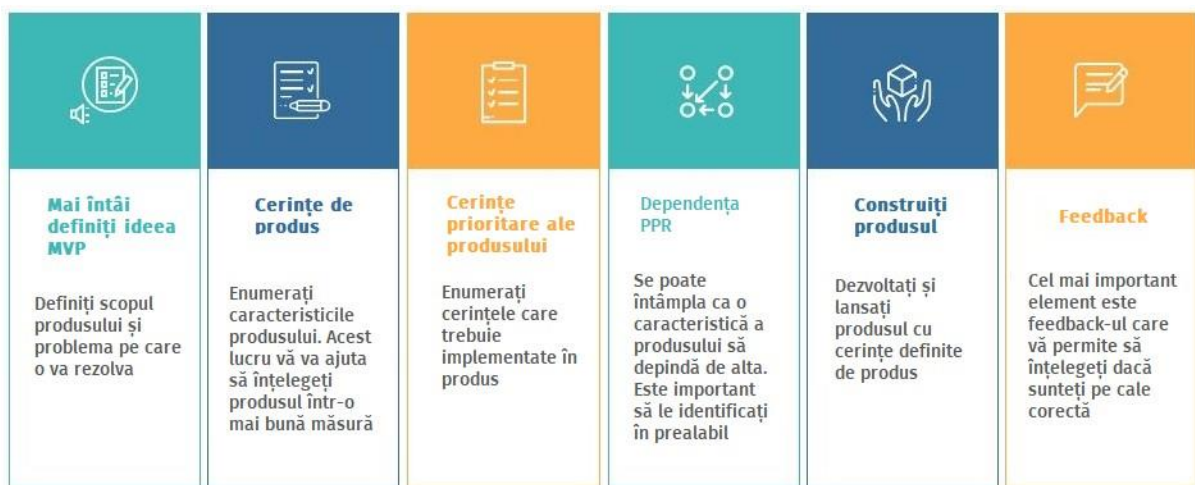 Mai întâi
definiți ideea
MVP
Definiți scopul
produsului și
problema pe care
o va rezolva
Cerințe de
produs
Enumerați
caracteristicile
produsului. Acest
lucru vă va ajuta
să înțelegeți
produsul într-o
mai bună măsură
Cerințe
prioritare ale
produsului
Enumerați
cerințele care
trebuie
implementate în
produs
Dependența
PPR
Se poate
întâmpla ca o
caracteristică a
produsului să
depindă de alta.
Este important
să le identificați
în prealabil
Construiți
produsul
Dezvoltați și
lansați
produsul cu
cerințe definite
de produs
Feedback
Cel mai important
element este
feedback-ul care
vă permite să
înțelegeți dacă
sunteți pe cale
corectă